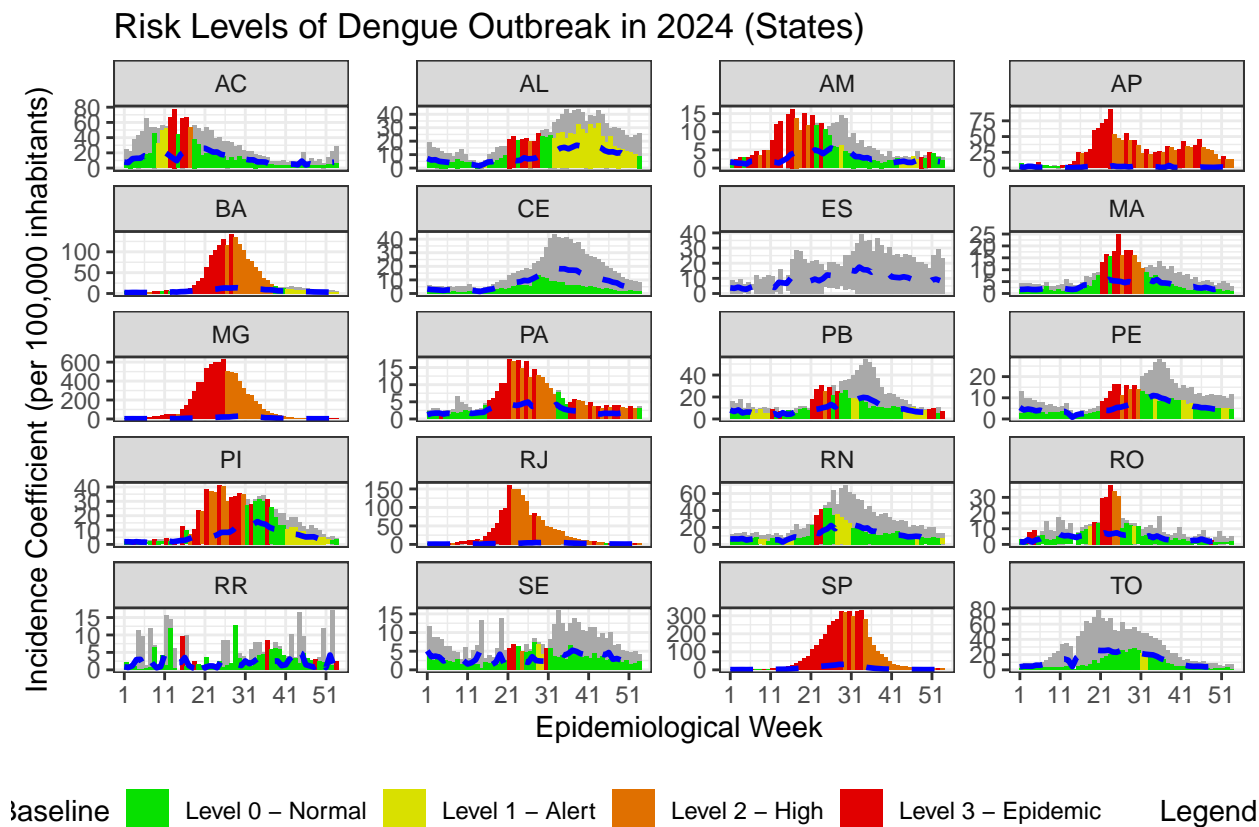 Risk Levels of Dengue Outbreak in 2024 (States)
Incidence Coefficient (per 100,000 inhabitants)
AC AL AM AP
80 60 40 20 0
40 30 20 10 0
15 10 5 0
75 50 25 0
BA CE ES MA
100 50 0
40 30 20 10 0
40 30 20 10 0
25 20 15 10 5 0
MG PA PB PE
600 400 200 0
15 10 5 0
40 20 0
20 10 0
PI RJ RN RO
40 30 20 10 0
150 100 50 0
60 40 20 0
30 20 10 0
RR SE SP TO
15 10 5 0
15 10 5 0
300 200 100 0
80 60 40 20 0
1 11 21 31 41 51 1 11 21 31 41 51 1 11 21 31 41 51 1 11 21 31 41 51
Epidemiological Week
Baseline Level 0 – Normal Level 1 – Alert Level 2 – High Level 3 – Epidemic Legend